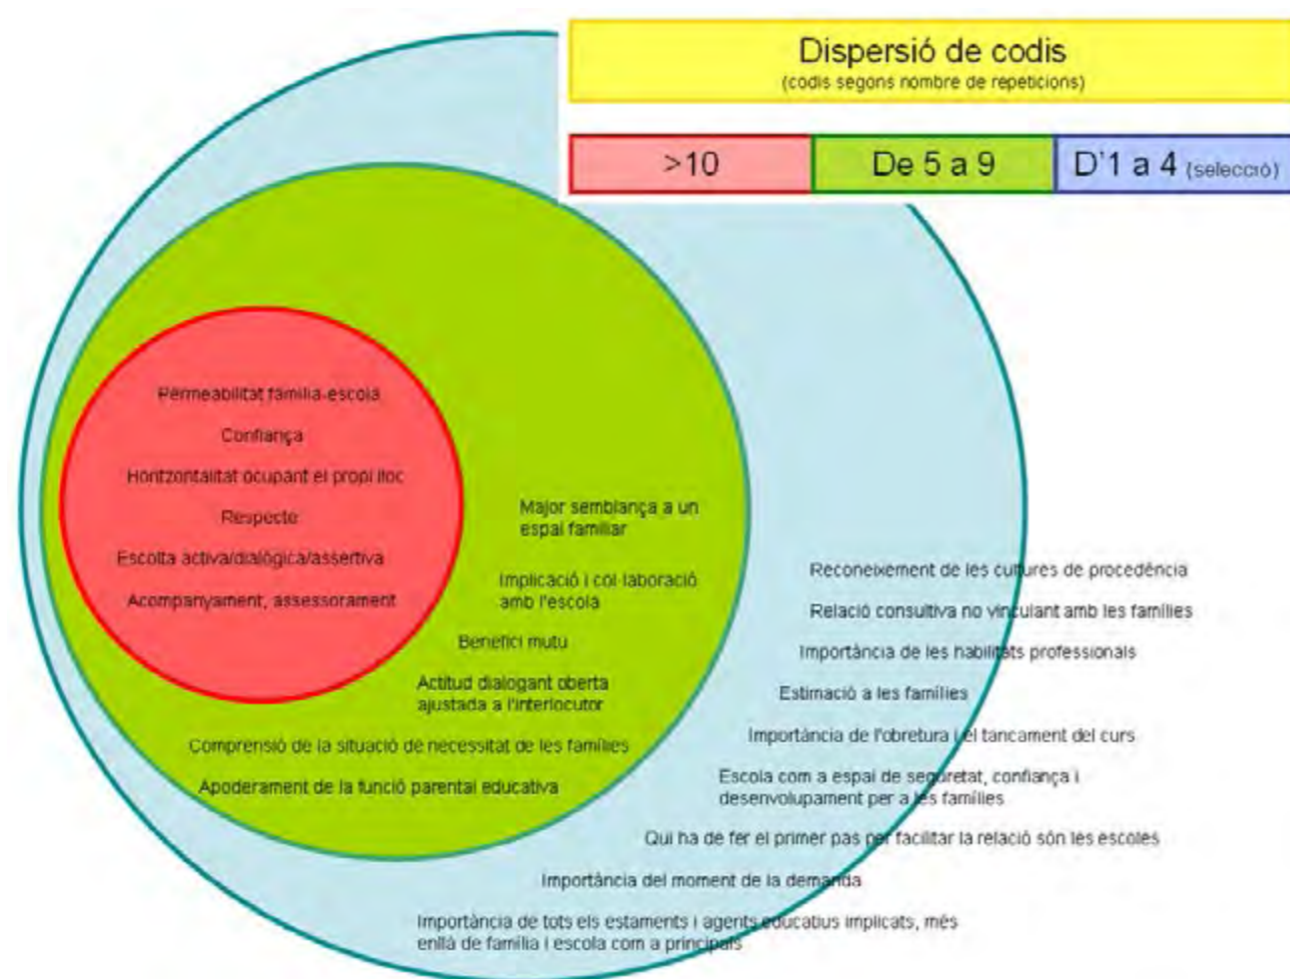 Dispersió de codis
(codis segons nombre de repeticions)
>10
De 5 a 9
D'1 a 4 (selecció)
Permeabilitat família-escola
Confiança
Horitzontalitat ocupant el propi lloc
Respecte
Escolta activa/dialògica/assertiva
Acompanyament, assessorament
Major semblança a un
espai familiar
Implicació i col·laboració
amb l'escola
Benefici mutu
Actitud dialogant oberta
ajustada a l'interlocutor
Comprensió de la situació de necessitat de les famílies
Apoderament de la funció parental educativa
Reconeixement de les cultures de procedència
Relació consultiva no vinculant amb les famílies
Importància de les habilitats professionals
Estimació a les famílies
Importància de l'obretura i el tancament del curs
Escola com a espai de seguretat, confiança i
desenvolupament per a les famílies
Qui ha de fer el primer pas per facilitar la relació són les escoles
Importància del moment de la demanda
Importància de tots els estaments i agents educatius implicats, més
enllà de família i escola com a principals